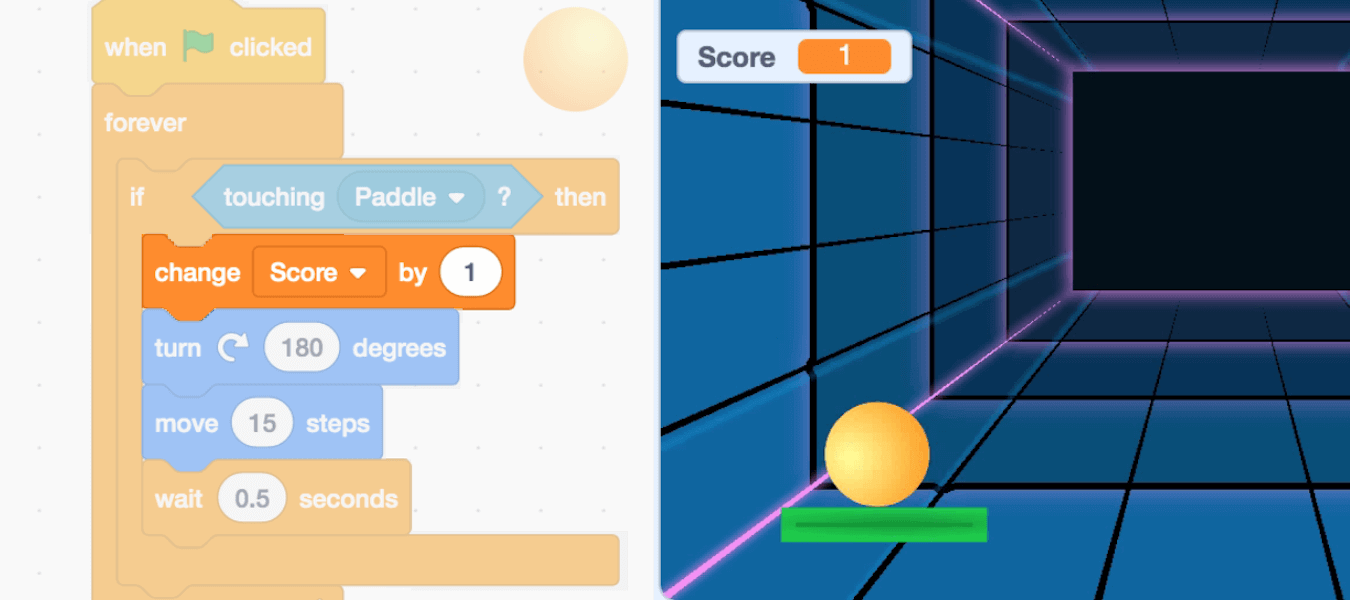 when clicked
forever
if touching Paddle ? then
change Score by 1
turn 180 degrees
move 15 steps
wait 0.5 seconds
Score 1